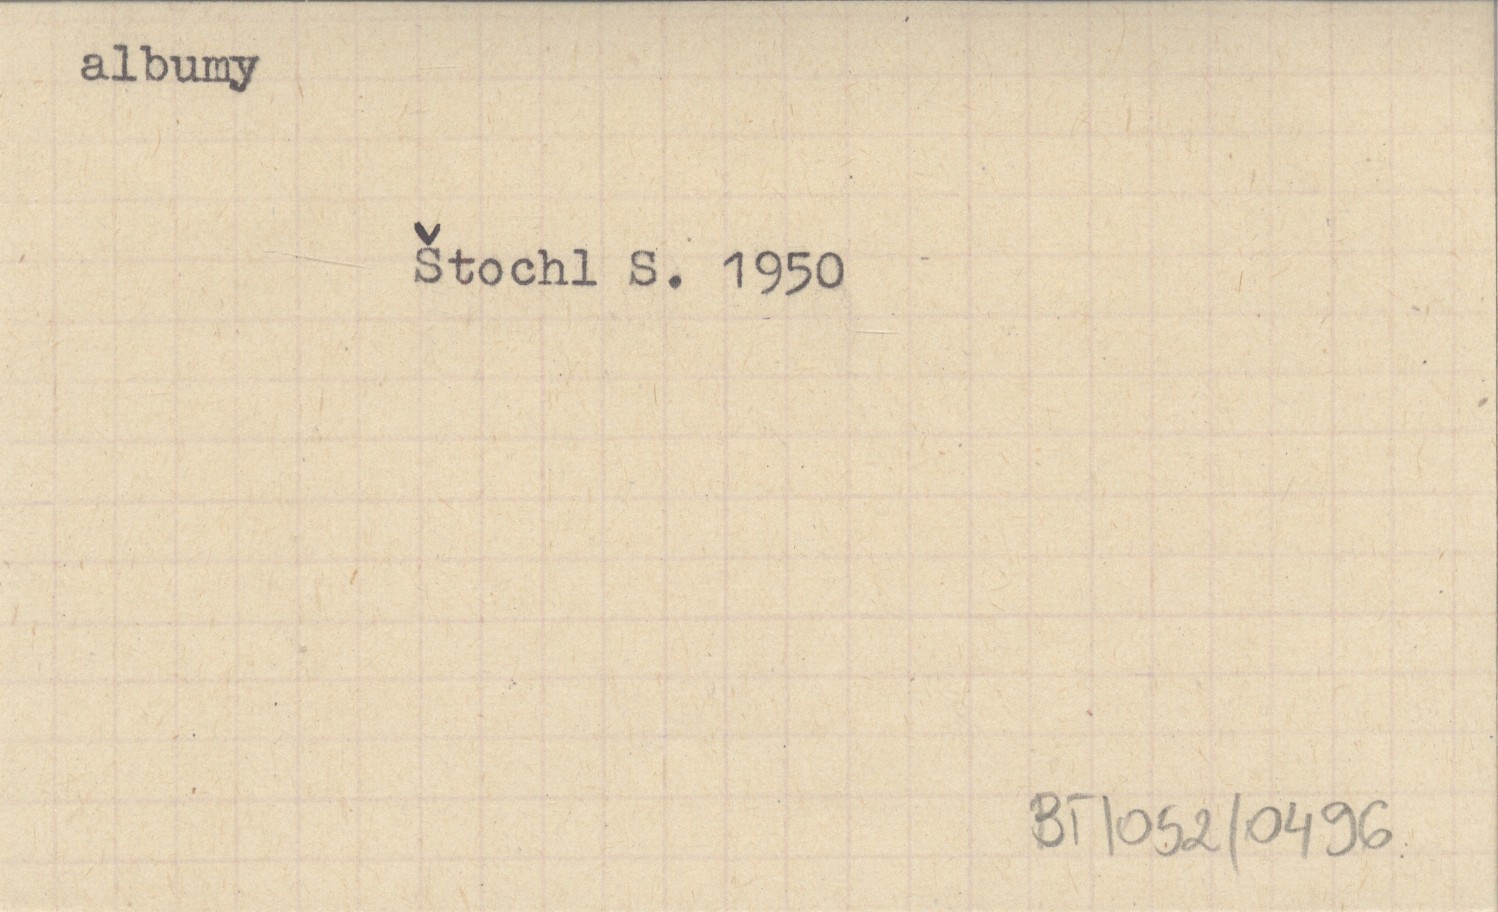 albumy
Štochl S. 1950
BT/052/0496